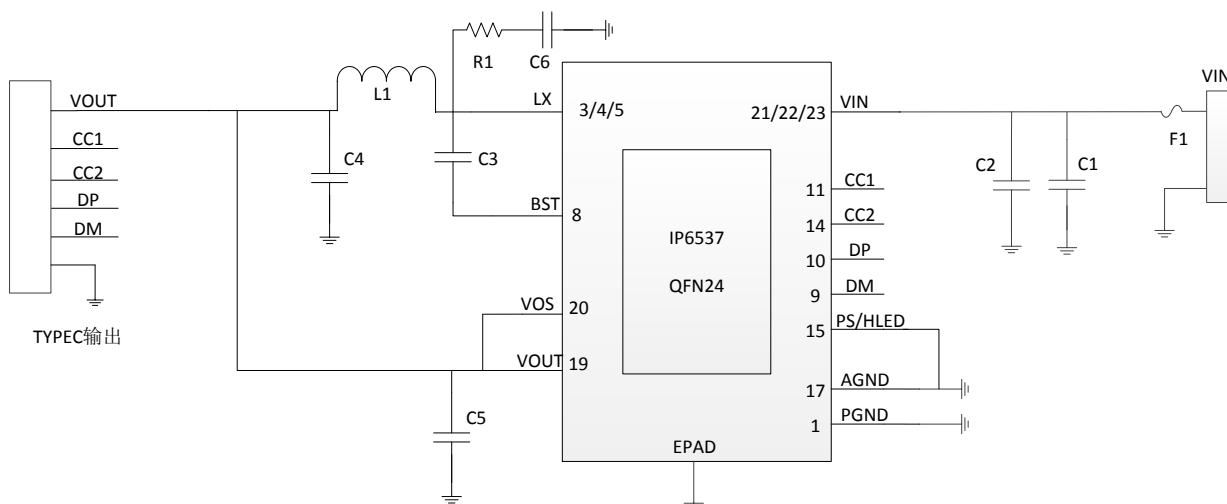 R1
C6
VIN
VOUT
L1
LX
3/4/5
21/22/23
VIN
F1
CC1
C4
C3
C2
C1
CC2
11
CC1
DP
BST
8
14
CC2
DM
IP6537
10
DP
QFN24
9
DM
VOS
20
15
PS/HLED
TYPEC输出
VOUT
19
17
AGND
C5
1
PGND
EPAD